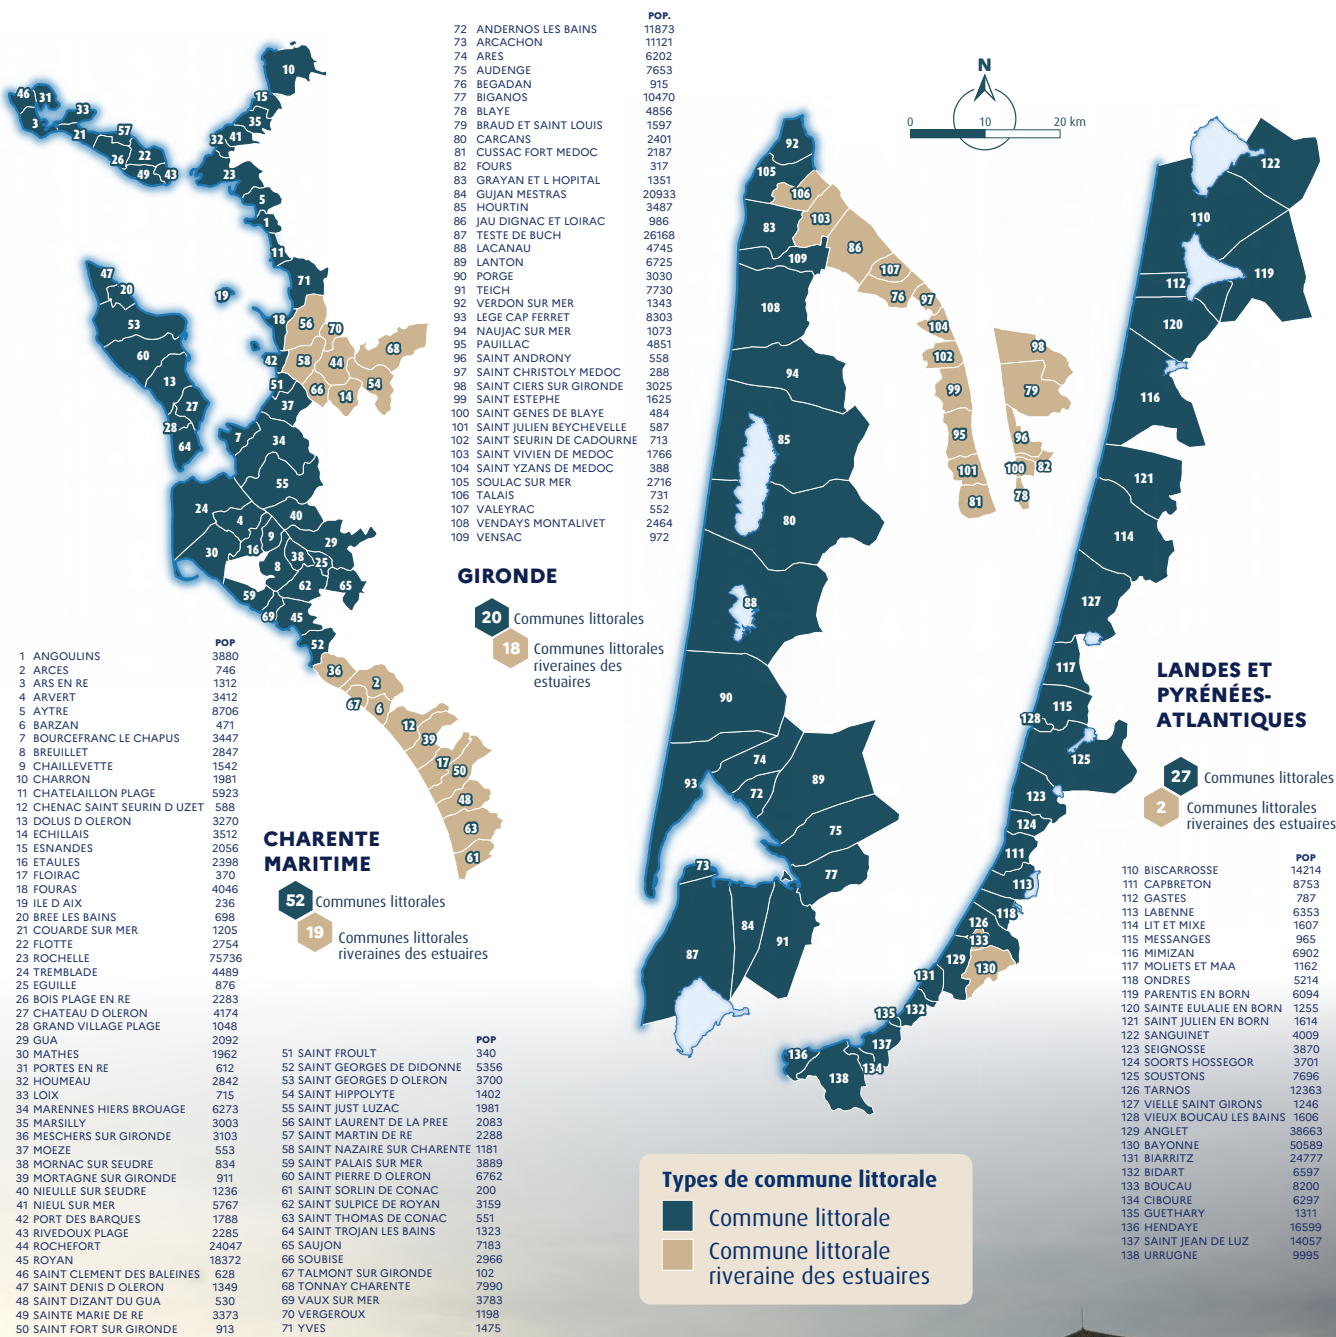 POP.
72 ANDERNOS LES BAINS 11873
73 ARCACHON 11121
74 ARES 6202
75 AUDENGE 7653
76 BEGADAN 915
77 BIGANOS 10470
78 BLAYE 4856
79 BRAUD ET SAINT LOUIS 1597
80 CARCANS 2401
81 CUSSAC FORT MEDOC 2187
82 FOURS 317
83 GRAYAN ET L HOPITAL 1351
84 GUJAN MESTRAS 20933
85 HOURTIN 3487
86 JAU DIGNAC ET LOIRAC 986
87 TESTE DE BUCH 26168
88 LACANAU 4745
89 LANTON 6725
90 PORGE 3030
91 TEICH 7730
92 VERDON SUR MER 1343
93 LEGE CAP FERRET 8303
94 NAUJAC SUR MER 1073
95 PAUILLAC 4851
96 SAINT ANDRONY 558
97 SAINT CHRISTOLY MEDOC 288
98 SAINT CIERS SUR GIRONDE 3025
99 SAINT ESTEPHE 1625
100 SAINT GENES DE BLAYE 484
101 SAINT JULIEN BEYCHEVELLE 587
102 SAINT SEURIN DE CADOURNE 713
103 SAINT VIVIEN DE MEDOC 1766
104 SAINT YZANS DE MEDOC 388
105 SOULAC SUR MER 2716
106 TALAIS 731
107 VALEYRAC 552
108 VENDAYS MONTALIVET 2464
109 VENSAC 972
GIRONDE
20 Communes littorales
18 Communes littorales
riveraines des
estuaires
N
0 10 20 km
POP
1 ANGOULINS 3880
2 ARCES 746
3 ARS EN RE 1312
4 ARVERT 3412
5 AYTRE 8706
6 BARZAN 471
7 BOURCEFRANC LE CHAPUS 3447
8 BREUILLET 2847
9 CHAILLEVETTE 1542
10 CHARRON 1981
11 CHATELAILLON PLAGE 5923
12 CHENAC SAINT SEURIN D UZET 588
13 DOLUS D OLERON 3270
14 ECHILLAIS 3512
15 ESNANDES 2056
16 ETAULES 2398
17 FLOIRAC 370
18 FOURAS 4046
19 ILE D AIX 236
20 BREE LES BAINS 698
21 COUARDE SUR MER 1205
22 FLOTTE 2754
23 ROCHELLE 75736
24 TREMBLADE 4489
25 EGUILLE 876
26 BOIS PLAGE EN RE 2283
27 CHATEAU D OLERON 4174
28 GRAND VILLAGE PLAGE 1048
29 GUA 2092
30 MATHES 1962
31 PORTES EN RE 612
32 HOUMEAU 2842
33 LOIX 715
34 MARENNES HIERS BROUAGE 6273
35 MARSILLY 3003
36 MESCHERS SUR GIRONDE 3103
37 MOEZE 553
38 MORNAC SUR SEUDRE 834
39 MORTAGNE SUR GIRONDE 911
40 NIEULLE SUR SEUDRE 1236
41 NIEUL SUR MER 5767
42 PORT DES BARQUES 1788
43 RIVEDOUX PLAGE 2285
44 ROCHEFORT 24047
45 ROYAN 18372
46 SAINT CLEMENT DES BALEINES 628
47 SAINT DENIS D OLERON 1349
48 SAINT DIZANT DU GUA 530
49 SAINTE MARIE DE RE 3373
50 SAINT FORT SUR GIRONDE 913
CHARENTE
MARITIME
52 Communes littorales
19 Communes littorales
riveraines des estuaires
POP
51 SAINT FROULT 340
52 SAINT GEORGES DE DIDONNE 5356
53 SAINT GEORGES D OLERON 3700
54 SAINT HIPPOLYTE 1402
55 SAINT JUST LUZAC 1981
56 SAINT LAURENT DE LA PREE 2083
57 SAINT MARTIN DE RE 2288
58 SAINT NAZAIRE SUR CHARENTE 1181
59 SAINT PALAIS SUR MER 3889
60 SAINT PIERRE D OLERON 6762
61 SAINT SORLIN DE CONAC 200
62 SAINT SULPICE DE ROYAN 3159
63 SAINT THOMAS DE CONAC 551
64 SAINT TROJAN LES BAINS 1323
65 SAUJON 7183
66 SOUBISE 2966
67 TALMONT SUR GIRONDE 102
68 TONNAY CHARENTE 7990
69 VAUX SUR MER 3783
70 VERGEROUX 1198
71 YVES 1475
LANDES ET
PYRÉNÉES-
ATLANTIQUES
27 Communes littorales
2 Communes littorales
riveraines des estuaires
POP
110 BISCARROSSE 14214
111 CAPBRETON 8753
112 GASTES 787
113 LABENNE 6353
114 LIT ET MIXE 1607
115 MESSANGES 965
116 MIMIZAN 6902
117 MOLIETS ET MAA 1162
118 ONDRES 5214
119 PARENTIS EN BORN 6094
120 SAINTE EULALIE EN BORN 1255
121 SAINT JULIEN EN BORN 1614
122 SANGUINET 4009
123 SEIGNOSSE 3870
124 SOORTS HOSSEGOR 3701
125 SOUSTONS 7696
126 TARNOS 12363
127 VIELLE SAINT GIRONS 1246
128 VIEUX BOUCAU LES BAINS 1606
129 ANGLET 38663
130 BAYONNE 50589
131 BIARRITZ 24777
132 BIDART 6597
133 BOUCAU 8200
134 CIBOURE 6297
135 GUETHARY 1311
136 HENDAYE 16599
137 SAINT JEAN DE LUZ 14057
138 URRUGNE 9995
Types de commune littorale
Commune littorale
Commune littorale
riveraine des estuaires